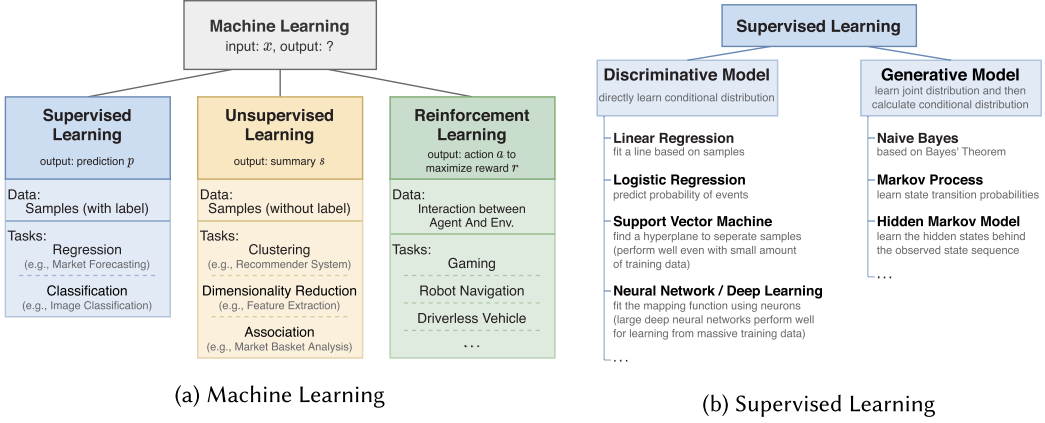 Machine Learning
input: x, output: ?
Supervised
Learning
output: prediction p
Data:
Samples (with label)
Tasks:
Regression
(e.g., Market Forecasting)
Classification
(e.g., Image Classification)
Unsupervised
Learning
output: summary s
Data:
Samples (without label)
Tasks:
Clustering
(e.g., Recommender System)
Dimensionality Reduction
(e.g., Feature Extraction)
Association
(e.g., Market Basket Analysis)
Reinforcement
Learning
output: action a to
maximize reward r
Data:
Interaction between
Agent And Env.
Tasks:
Gaming
Robot Navigation
Driverless Vehicle
...
(a) Machine Learning
Supervised Learning
Discriminative Model
directly learn conditional distribution
Linear Regression
fit a line based on samples
Logistic Regression
predict probability of events
Support Vector Machine
find a hyperplane to seperate samples
(perform well even with small amount
of training data)
Neural Network / Deep Learning
fit the mapping function using neurons
(large deep neural networks perform well
for learning from massive training data)
...
Generative Model
learn joint distribution and then
calculate conditional distribution
Naive Bayes
based on Bayes' Theorem
Markov Process
learn state transition probabilities
Hidden Markov Model
learn the hidden states behind
the observed state sequence
...
(b) Supervised Learning